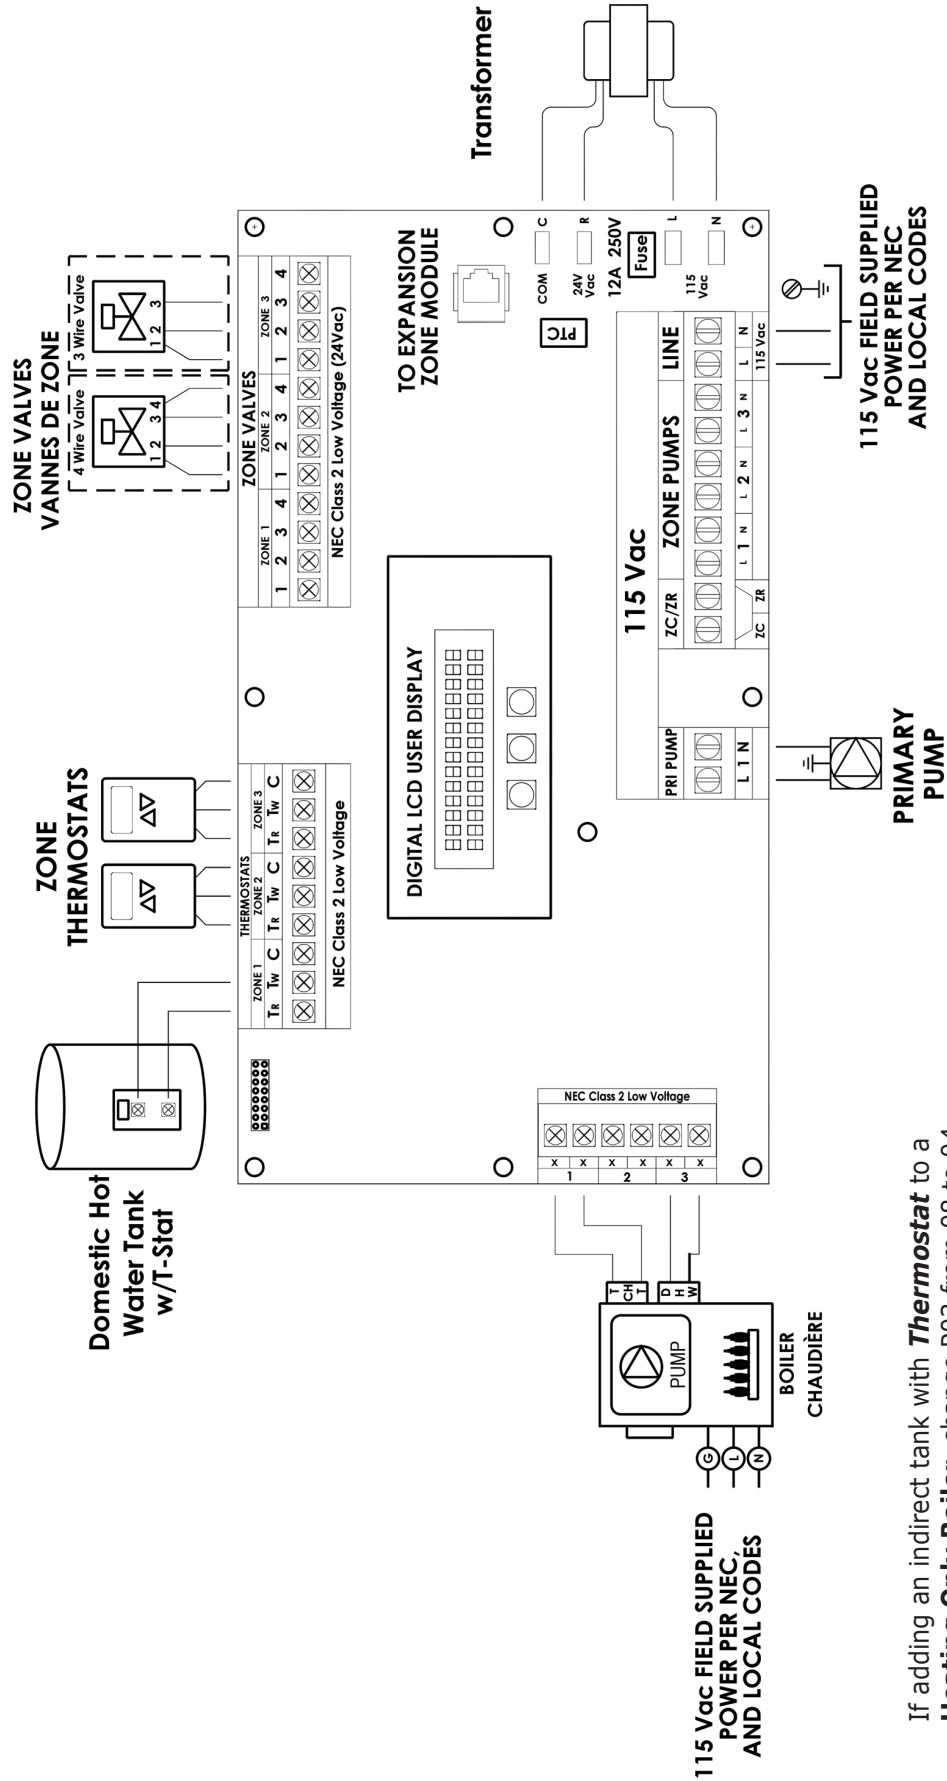 ZONE VALVES
VANNES DE ZONE
4 Wire Valve
1 2 3 4
3 Wire Valve
1 2 3
ZONE
THERMOSTATS
Domestic Hot
Water Tank
w/T-Stat
THERMOSTATS
ZONE 1
ZONE 2
ZONE 3
TR TW C TR TW C TR TW C
NEC Class 2 Low Voltage
ZONE VALVES
ZONE 1
ZONE 2
ZONE 3
1 2 3 4 1 2 3 4 1 2 3 4
NEC Class 2 Low Voltage (24Vac)
TO EXPANSION
ZONE MODULE
Transformer
DIGITAL LCD USER DISPLAY
PTC
COM
C
24V
Vac
R
12A 250V
Fuse
115
Vac
L
N
NEC Class 2 Low Voltage
X X X X X X
1 2 3
T
CH
T
D
H
W
PUMP
BOILER
CHAUDIÈRE
G
L
N
115 Vac FIELD SUPPLIED
POWER PER NEC,
AND LOCAL CODES
115 Vac
PRI PUMP
ZC/ZR
ZONE PUMPS
LINE
L 1 N
ZC ZR
L 1 N L 2 N L 3 N
L N
115 Vac
PRIMARY
PUMP
115 Vac FIELD SUPPLIED
POWER PER NEC
AND LOCAL CODES
If adding an indirect tank with Thermostat to a